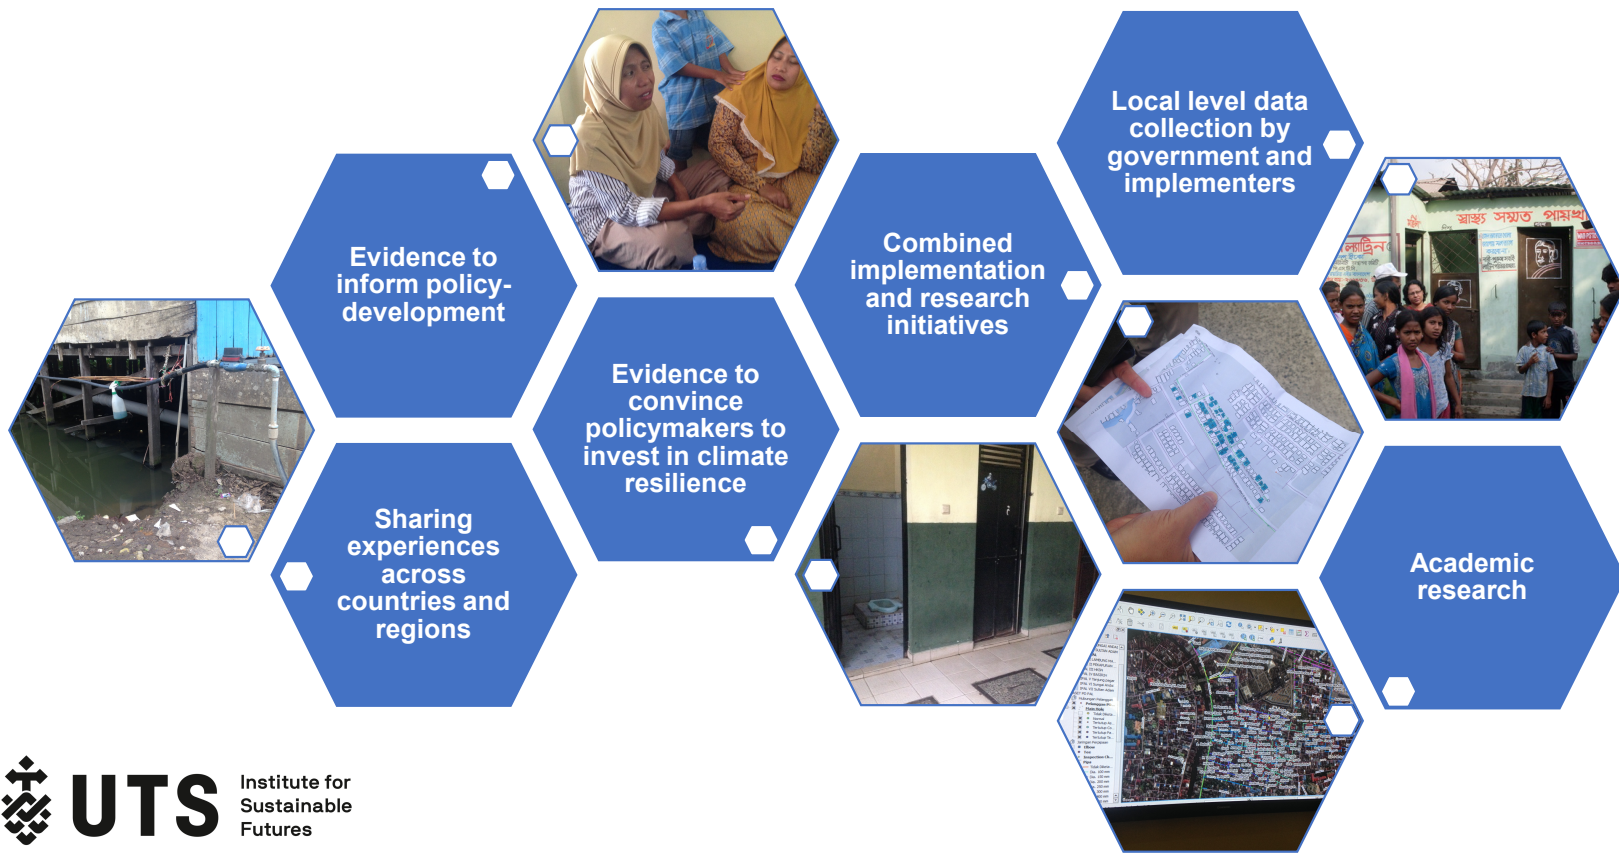 Local level data
collection by
government and
implementers
Evidence to
inform policy-
development
Combined
implementation
and research
initiatives
স্বাস্থ্য সম্মত পায়খ
Evidence to
convince
policymakers to
invest in climate
resilience
Sharing
experiences
across
countries and
regions
Academic
research
UTS
Institute for
Sustainable
Futures